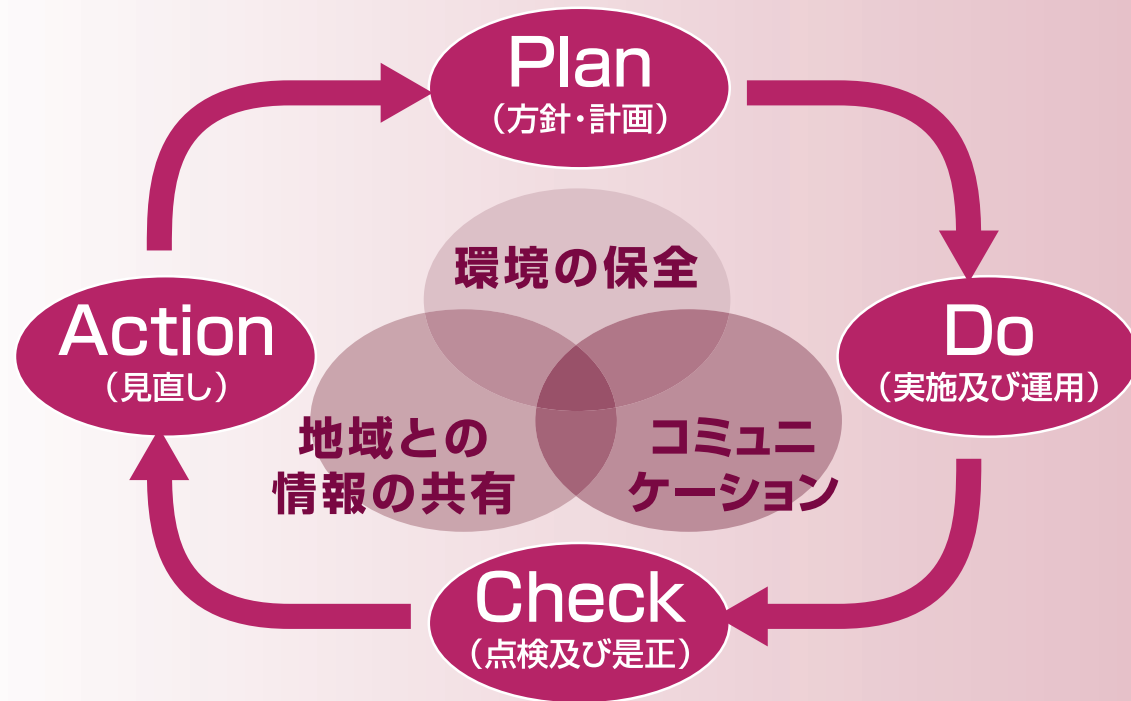 Plan
（方針・計画）
環境の保全
Action
（見直し）
Do
（実施及び運用）
地域との
情報の共有
コミュニ
ケーション
Check
（点検及び是正）